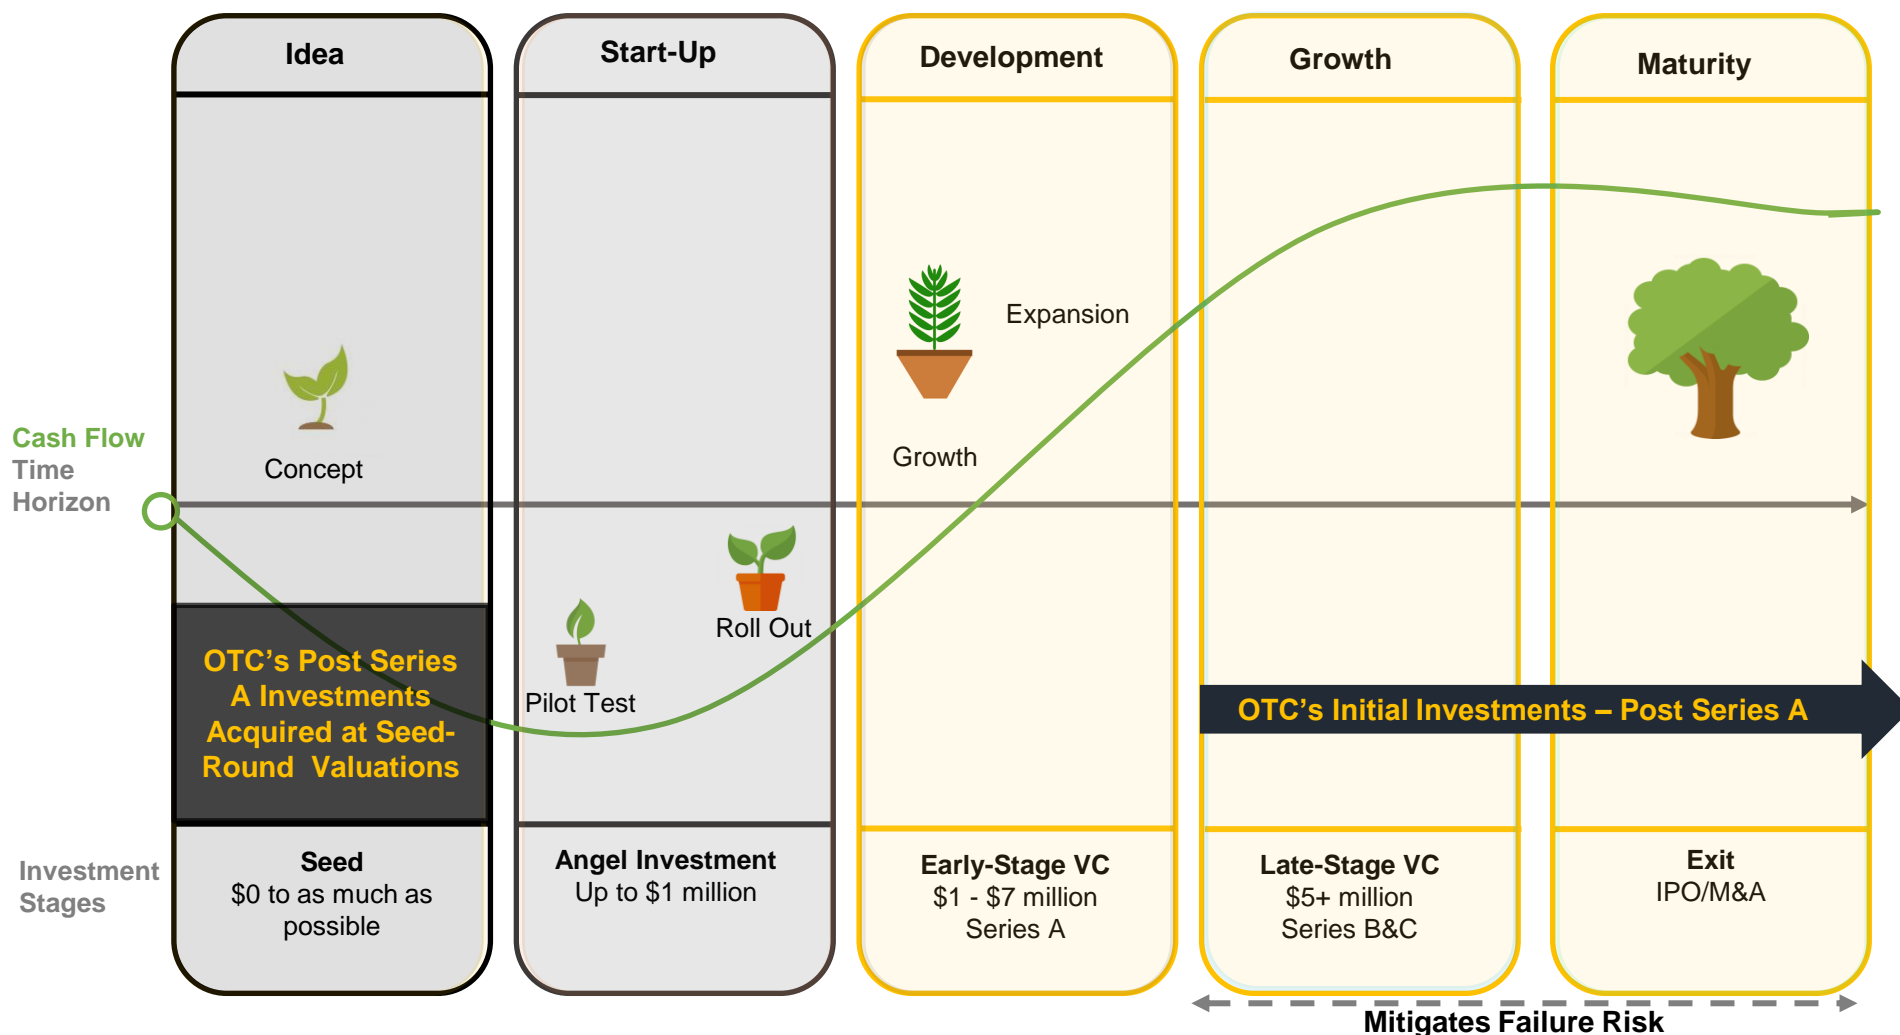 Idea
Start-Up
Development
Growth
Maturity
Expansion
Cash Flow
Time
Horizon
Concept
Growth
Roll Out
Pilot Test
OTC’s Post Series
A Investments
Acquired at Seed-
Round  Valuations
OTC’s Initial Investments – Post Series A
Investment
Stages
Seed
$0 to as much as
possible
Angel Investment
Up to $1 million
Early-Stage VC
$1 - $7 million
Series A
Late-Stage VC
$5+ million
Series B&C
Exit
IPO/M&A
Mitigates Failure Risk